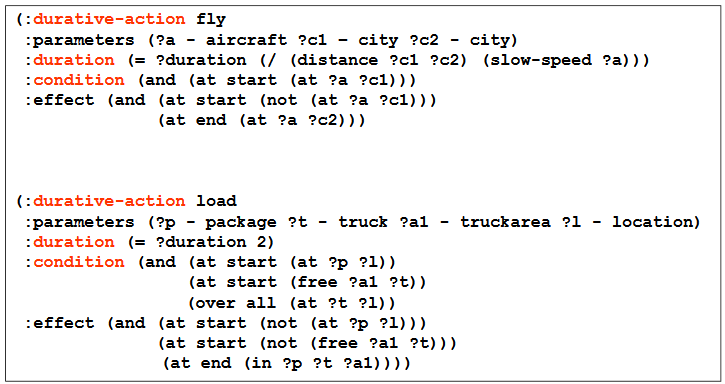 (:durative-action fly
:parameters (?a - aircraft ?c1 – city ?c2 - city)
:duration (= ?duration (/ (distance ?c1 ?c2) (slow-speed ?a)))
:condition (and (at start (at ?a ?c1)))
:effect (and (at start (not (at ?a ?c1)))
(at end (at ?a ?c2)))
(:durative-action load
:parameters (?p - package ?t - truck ?a1 - truckarea ?l - location)
:duration (= ?duration 2)
:condition (and (at start (at ?p ?l))
(at start (free ?a1 ?t))
(over all (at ?t ?l))
:effect (and (at start (not (at ?p ?l)))
(at start (not (free ?a1 ?t)))
(at end (in ?p ?t ?a1))))